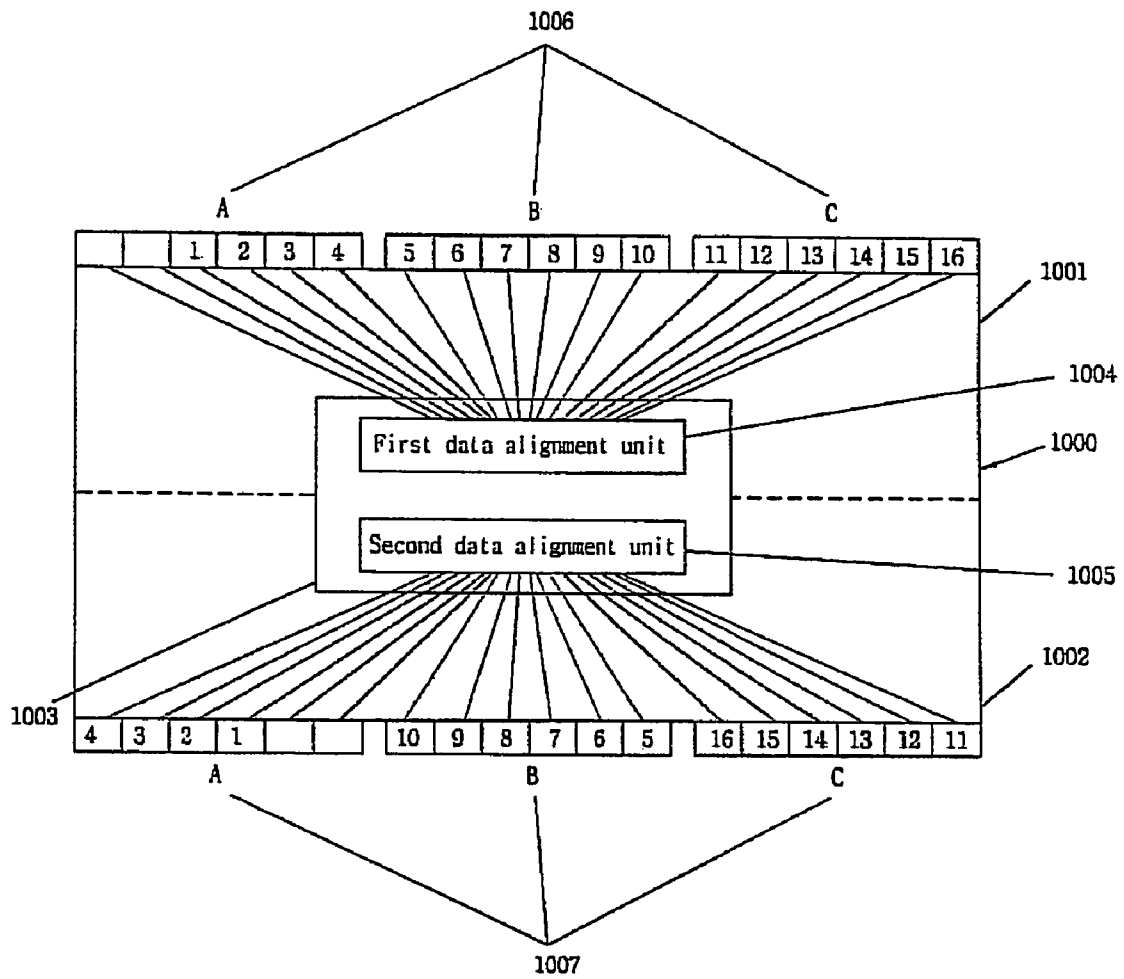 1006
A B C
1 2 3 4 5 6 7 8 9 10 11 12 13 14 15 16
1001
1004
First data alignment unit
1000
Second data alignment unit
1005
1002
1003
4 3 2 1 10 9 8 7 6 5 16 15 14 13 12 11
A B C
1007